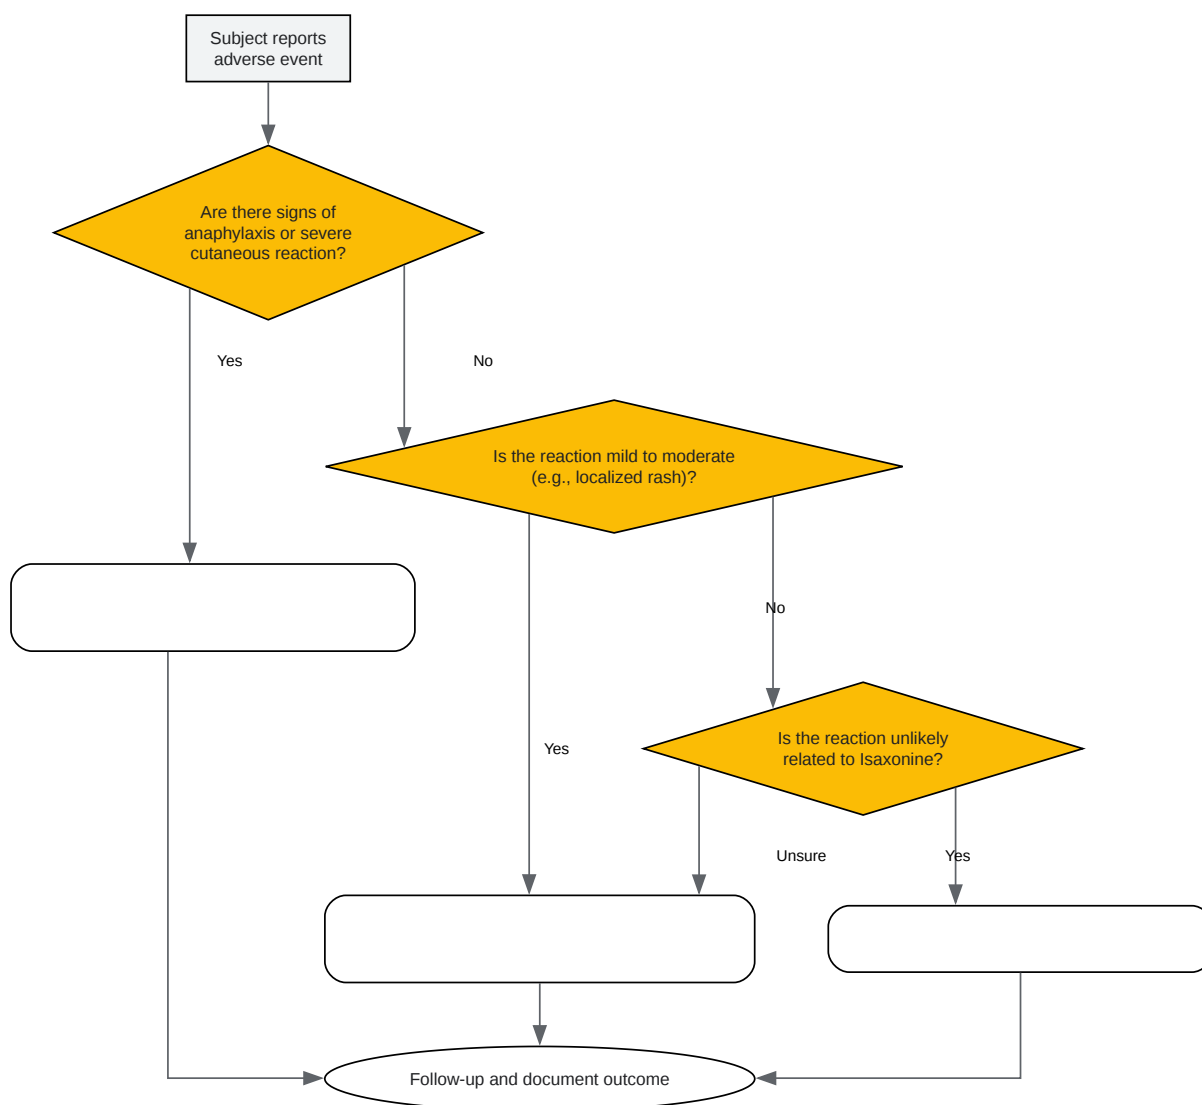 Subject reports
adverse event
Are there signs of
anaphylaxis or severe
cutaneous reaction?
Yes
No
Is the reaction mild to moderate
(e.g., localized rash)?
No
Is the reaction unlikely
related to Isaxonine?
Yes
Unsure
Yes
Follow-up and document outcome